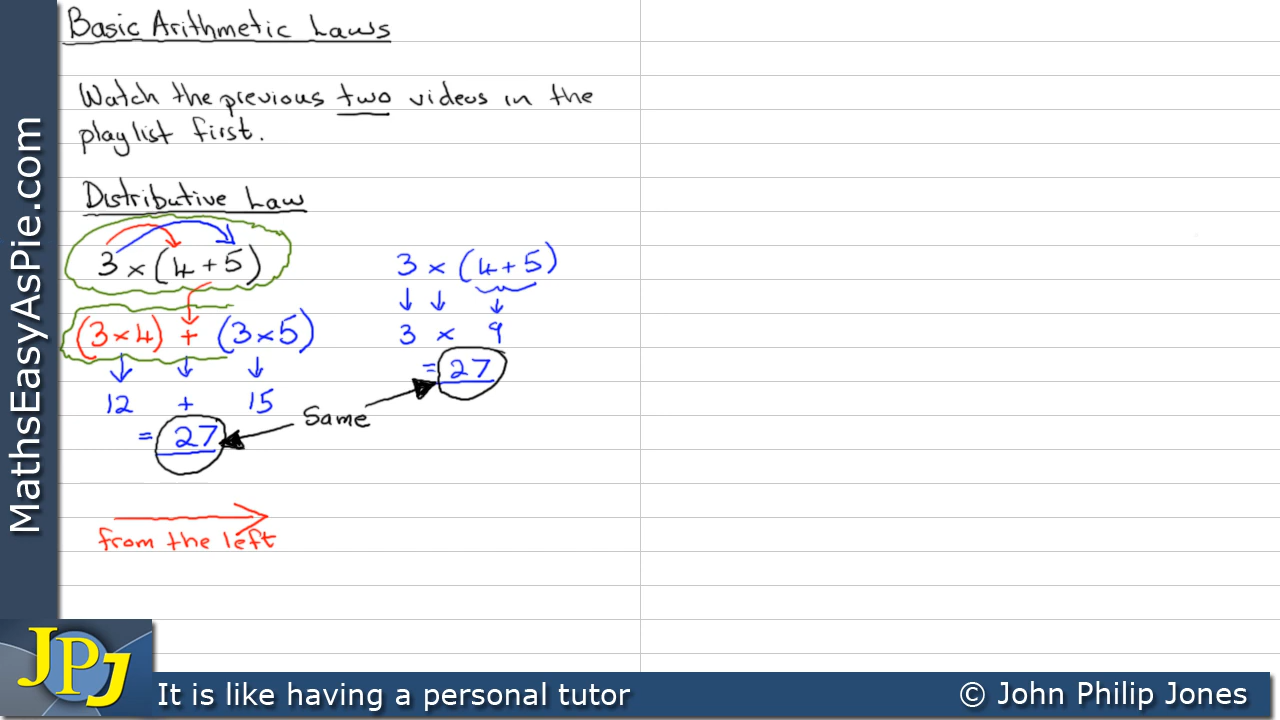 Basic Arithmetic Laws
Watch the previous two videos in the
playlist first.
Distributive Law
3 × (4 + 5)
(3 × 4) + (3 × 5)
12 + 15
= 27
3 × (4 + 5)
3 × 9
= 27
Same
from the left
MathsEasyAsPie.com
JPJ
It is like having a personal tutor
© John Philip Jones